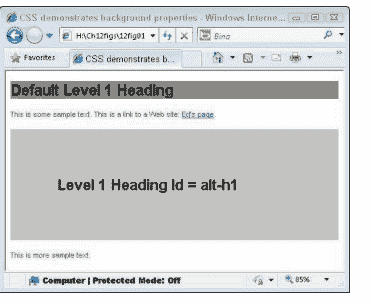 CSS demonstrates background properties - Windows Interne...
H:\Ch12figs\12fig01
Bing
Favorites
CSS demonstrates b...
Default Level 1 Heading
This is some sample text. This is a link to a Web site: Ed's page.
Level 1 Heading Id = alt-h1
This is more sample text.
Computer | Protected Mode: Off
85%